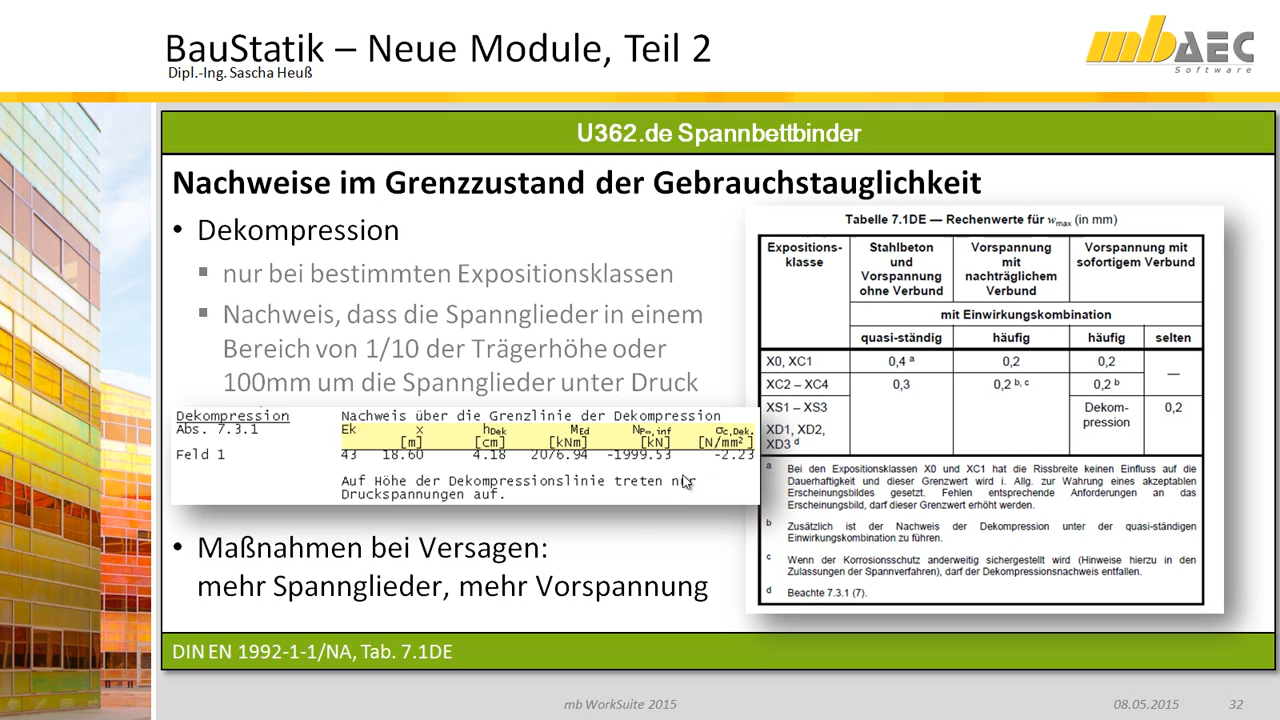 BauStatik – Neue Module, Teil 2
Dipl.-Ing. Sascha Heuß
mb AEC
Software
U362.de Spannbettbinder
Nachweise im Grenzzustand der Gebrauchstauglichkeit
• Dekompression
▪ nur bei bestimmten Expositionsklassen
▪ Nachweis, dass die Spannglieder in einem
Bereich von 1/10 der Trägerhöhe oder
100mm um die Spannglieder unter Druck
Dekompression Nachweis über die Grenzlinie der Dekompression
Abs. 7.3.1 Ek x hDek MEd NP∞,inf σc,Dek.
[m] [cm] [kNm] [kN] [N/mm²]
Feld 1 43 18.60 4.18 2076.94 -1999.53 -2.23
Auf Höhe der Dekompressionslinie treten nur
Druckspannungen auf.
• Maßnahmen bei Versagen:
mehr Spannglieder, mehr Vorspannung
Tabelle 7.1DE — Rechenwerte für wmax (in mm)
Expositions- Stahlbeton Vorspannung Vorspannung mit
klasse und mit sofortigem Verbund
Vorspannung nachträglichem
ohne Verbund Verbund
mit Einwirkungskombination
quasi-ständig häufig häufig selten
X0, XC1 0,4 a 0,2 0,2 —
XC2 – XC4 0,3 0,2 b, c 0,2 b
XS1 – XS3 Dekom- 0,2
pression
XD1, XD2,
XD3 d
a Bei den Expositionsklassen X0 und XC1 hat die Rissbreite keinen Einfluss auf die
Dauerhaftigkeit und dieser Grenzwert wird i. Allg. zur Wahrung eines akzeptablen
Erscheinungsbildes gesetzt. Fehlen entsprechende Anforderungen an das
Erscheinungsbild, darf dieser Grenzwert erhöht werden.
b Zusätzlich ist der Nachweis der Dekompression unter der quasi-ständigen
Einwirkungskombination zu führen.
c Wenn der Korrosionsschutz anderweitig sichergestellt wird (Hinweise hierzu in den
Zulassungen der Spannverfahren), darf der Dekompressionsnachweis entfallen.
d Beachte 7.3.1 (7).
DIN EN 1992-1-1/NA, Tab. 7.1DE
mb WorkSuite 2015 08.05.2015 32